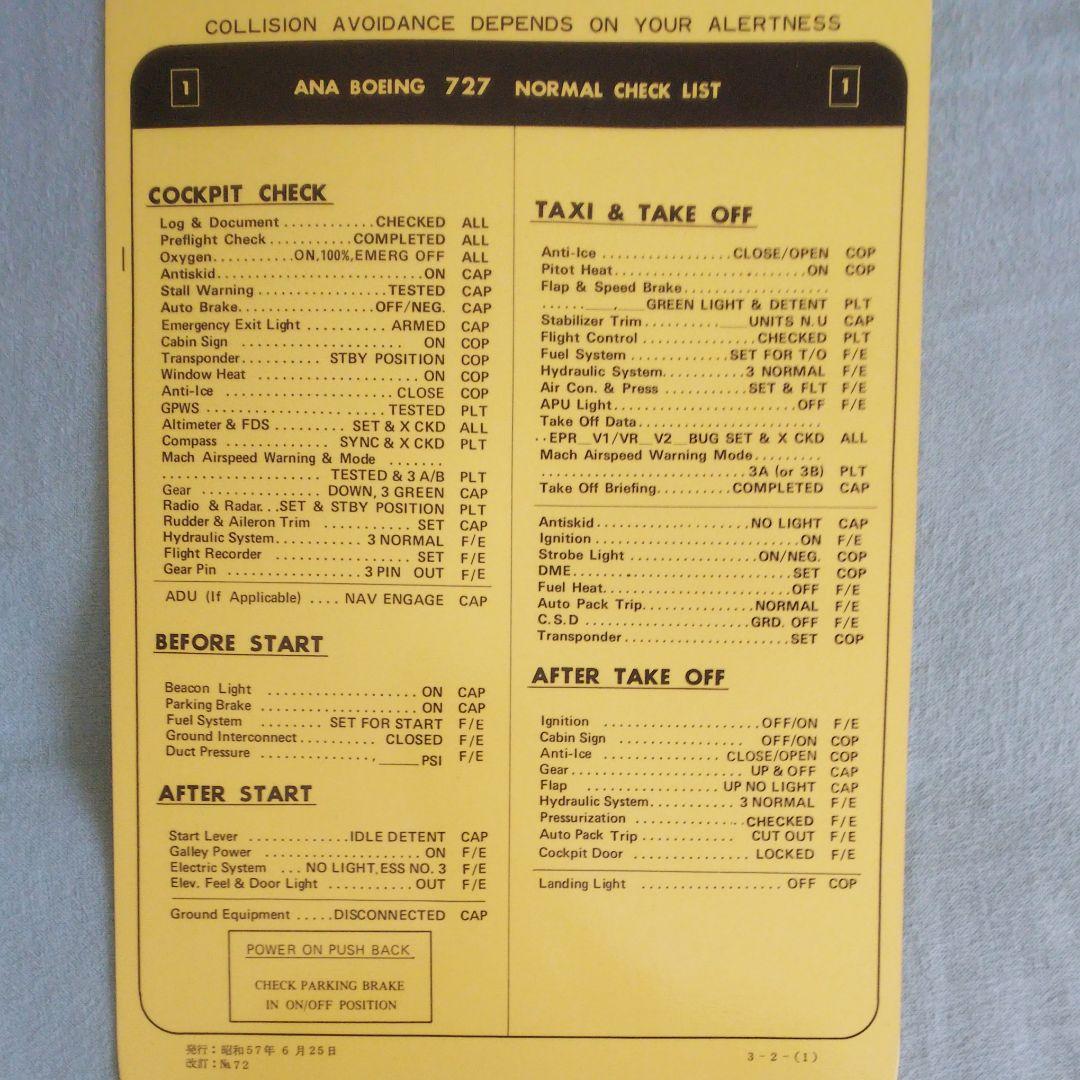 COLLISION AVOIDANCE DEPENDS ON YOUR ALERTNESS
1 ANA BOEING 727 NORMAL CHECK LIST 1
COCKPIT CHECK
Log & Document ............ CHECKED ALL
Preflight Check ........... COMPLETED ALL
Oxygen ........... ON,100%,EMERG OFF ALL
Antiskid .......................... ON CAP
Stall Warning ................. TESTED CAP
Auto Brake ................. OFF/NEG. CAP
Emergency Exit Light .......... ARMED CAP
Cabin Sign .................... ON COP
Transponder ........... STBY POSITION COP
Window Heat .................... ON COP
Anti-Ice ..................... CLOSE COP
GPWS ...................... TESTED PLT
Altimeter & FDS ......... SET & X CKD ALL
Compass ............. SYNC & X CKD PLT
Mach Airspeed Warning & Mode .......
.................... TESTED & 3 A/B PLT
Gear ............... DOWN, 3 GREEN CAP
Radio & Radar ... SET & STBY POSITION PLT
Rudder & Aileron Trim ........... SET CAP
Hydraulic System ........... 3 NORMAL F/E
Flight Recorder ................. SET F/E
Gear Pin ................. 3 PIN OUT F/E
ADU (If Applicable) .... NAV ENGAGE CAP
BEFORE START
Beacon Light ................... ON CAP
Parking Brake .................... ON CAP
Fuel System ........ SET FOR START F/E
Ground Interconnect .......... CLOSED F/E
Duct Pressure ..............., _____ PSI F/E
AFTER START
Start Lever ............ IDLE DETENT CAP
Galley Power .................... ON F/E
Electric System ... NO LIGHT, ESS NO. 3 F/E
Elev. Feel & Door Light ........... OUT F/E
Ground Equipment ..... DISCONNECTED CAP
POWER ON PUSH BACK
CHECK PARKING BRAKE
IN ON/OFF POSITION
TAXI & TAKE OFF
Anti-Ice ................. CLOSE/OPEN COP
Pitot Heat ........................ ON COP
Flap & Speed Brake ...................
...... ____, ____ GREEN LIGHT & DETENT PLT
Stabilizer Trim .......... ____ UNITS N.U CAP
Flight Control ............... CHECKED PLT
Fuel System ............ SET FOR T/O F/E
Hydraulic System ........... 3 NORMAL F/E
Air Con. & Press ........... SET & FLT F/E
APU Light ........................ OFF F/E
Take Off Data ........................
.. EPR__V1/VR__V2__BUG SET & X CKD ALL
Mach Airspeed Warning Mode .........
........................... 3A (or 3B) PLT
Take Off Briefing .......... COMPLETED CAP
Antiskid .................... NO LIGHT CAP
Ignition .......................... ON F/E
Strobe Light ................. ON/NEG. COP
DME ............................. SET COP
Fuel Heat ........................ OFF F/E
Auto Pack Trip ............... NORMAL F/E
C.S.D ..................... GRD. OFF F/E
Transponder ...................... SET COP
AFTER TAKE OFF
Ignition ..................... OFF/ON F/E
Cabin Sign ................ OFF/ON COP
Anti-Ice ............... CLOSE/OPEN COP
Gear ....................... UP & OFF CAP
Flap ................. UP NO LIGHT CAP
Hydraulic System ........... 3 NORMAL F/E
Pressurization ............. CHECKED F/E
Auto Pack Trip ............ CUT OUT F/E
Cockpit Door ............... LOCKED F/E
Landing Light .................. OFF COP
発行：昭和57年 6 月25日
改訂：№72
3-2-(1)